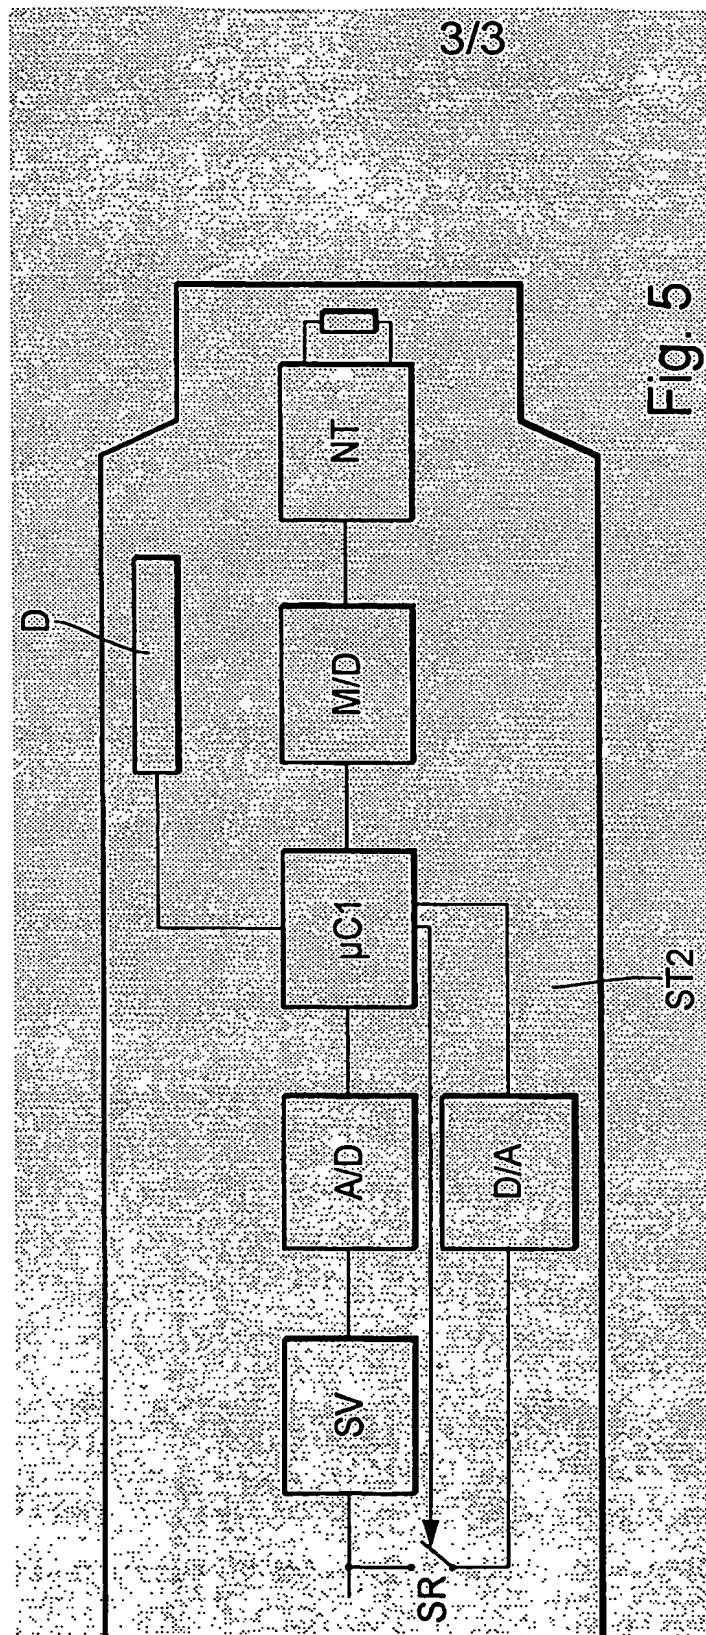 3/3
Fig. 5
D
NT
M/D
µC1
A/D
D/A
SV
SR
ST2